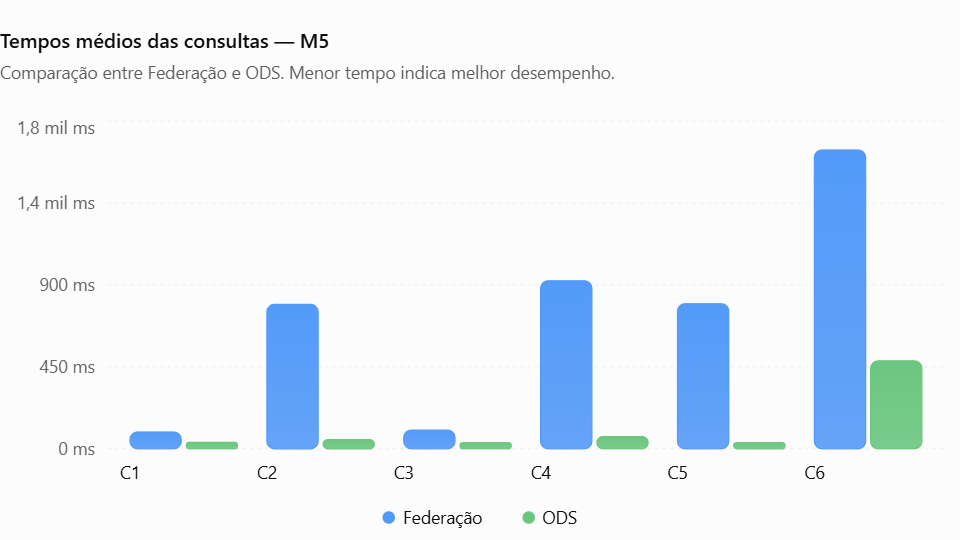 Tempos médios das consultas — M5
Comparação entre Federação e ODS. Menor tempo indica melhor desempenho.
1,8 mil ms
1,4 mil ms
900 ms
450 ms
0 ms
C1 C2 C3 C4 C5 C6
Federação ODS